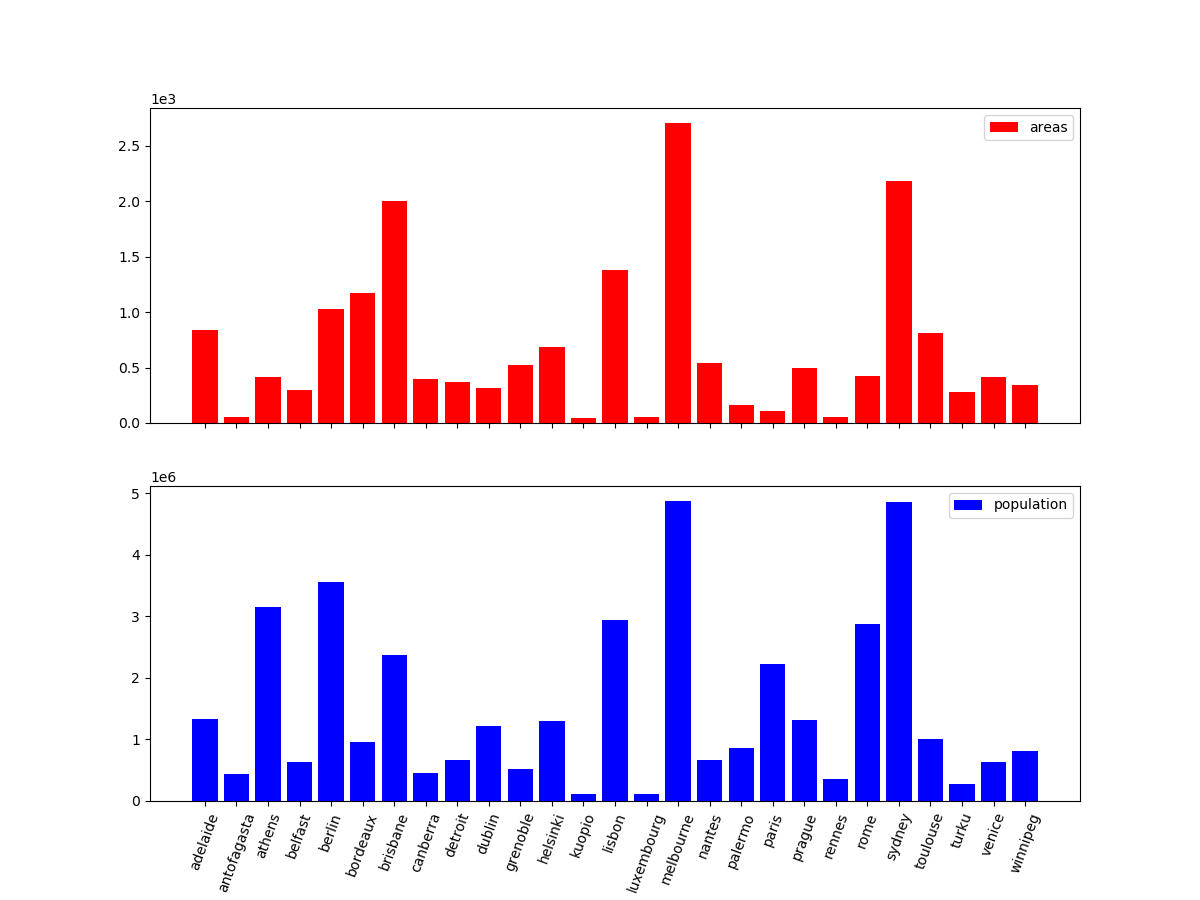 1e3
areas
2.5
2.0
1.5
1.0
0.5
0.0
1e6
population
5
4
3
2
1
0
adelaide
antofagasta
athens
belfast
berlin
bordeaux
brisbane
canberra
detroit
dublin
grenoble
helsinki
kuopio
lisbon
luxembourg
melbourne
nantes
palermo
paris
prague
rennes
rome
sydney
toulouse
turku
venice
winnipeg